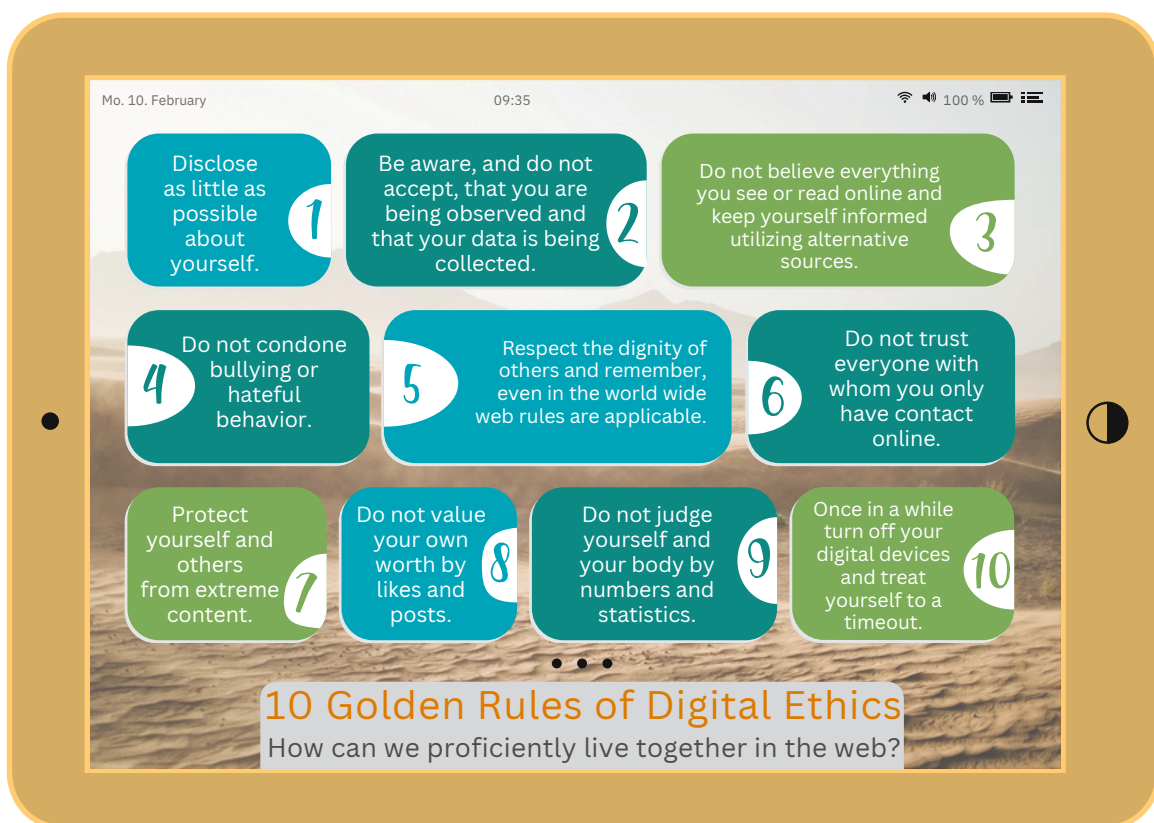 Mo. 10. February
09:35
100 %
Disclose
as little as
possible
about
yourself.
1
Be aware, and do not
accept, that you are
being observed and
that your data is being
collected.
2
Do not believe everything
you see or read online and
keep yourself informed
utilizing alternative
sources.
3
4
Do not condone
bullying or
hateful
behavior.
5
Respect the dignity of
others and remember,
even in the world wide
web rules are applicable.
6
Do not trust
everyone with
whom you only
have contact
online.
Protect
yourself and
others
from extreme
content.
7
Do not value
your own
worth by
likes and
posts.
8
Do not judge
yourself and
your body by
numbers and
statistics.
9
Once in a while
turn off your
digital devices
and treat
yourself to a
timeout.
10
10 Golden Rules of Digital Ethics
How can we proficiently live together in the web?